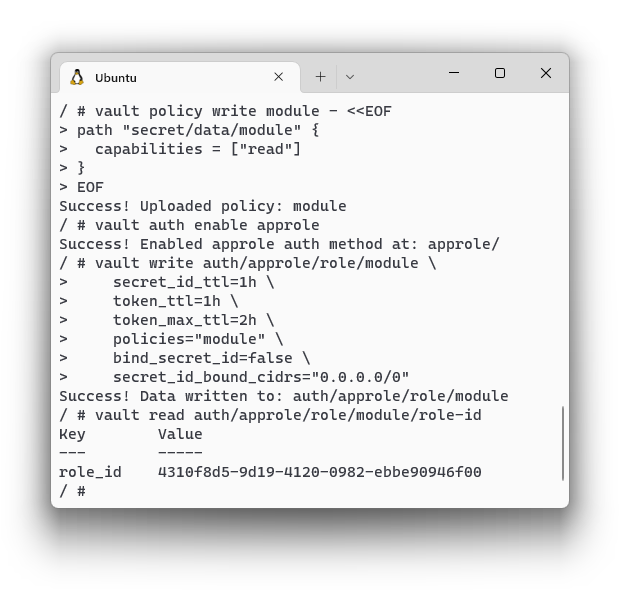 Ubuntu
/ # vault policy write module - <<EOF
> path "secret/data/module" {
>   capabilities = ["read"]
> }
> EOF
Success! Uploaded policy: module
/ # vault auth enable approle
Success! Enabled approle auth method at: approle/
/ # vault write auth/approle/role/module \
>     secret_id_ttl=1h \
>     token_ttl=1h \
>     token_max_ttl=2h \
>     policies="module" \
>     bind_secret_id=false \
>     secret_id_bound_cidrs="0.0.0.0/0"
Success! Data written to: auth/approle/role/module
/ # vault read auth/approle/role/module/role-id
Key        Value
---        -----
role_id    4310f8d5-9d19-4120-0982-ebbe90946f00
/ #